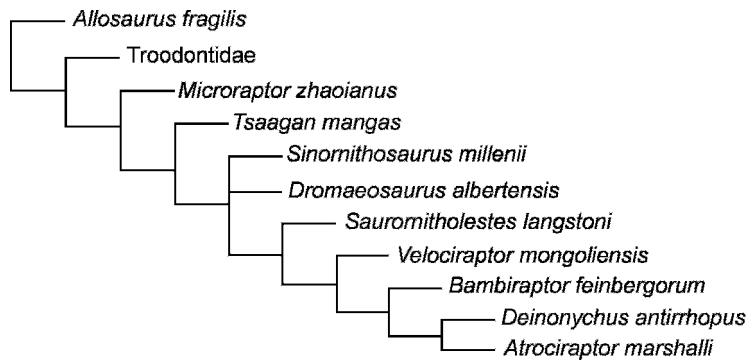 Allosaurus fragilis
Troodontidae
Microraptor zhaoianus
Tsaagan mangas
Sinornithosaurus millenii
Dromaeosaurus albertensis
Saurornitholestes langstoni
Velociraptor mongoliensis
Bambiraptor feinbergorum
Deinonychus antirrhopus
Atrociraptor marshalli